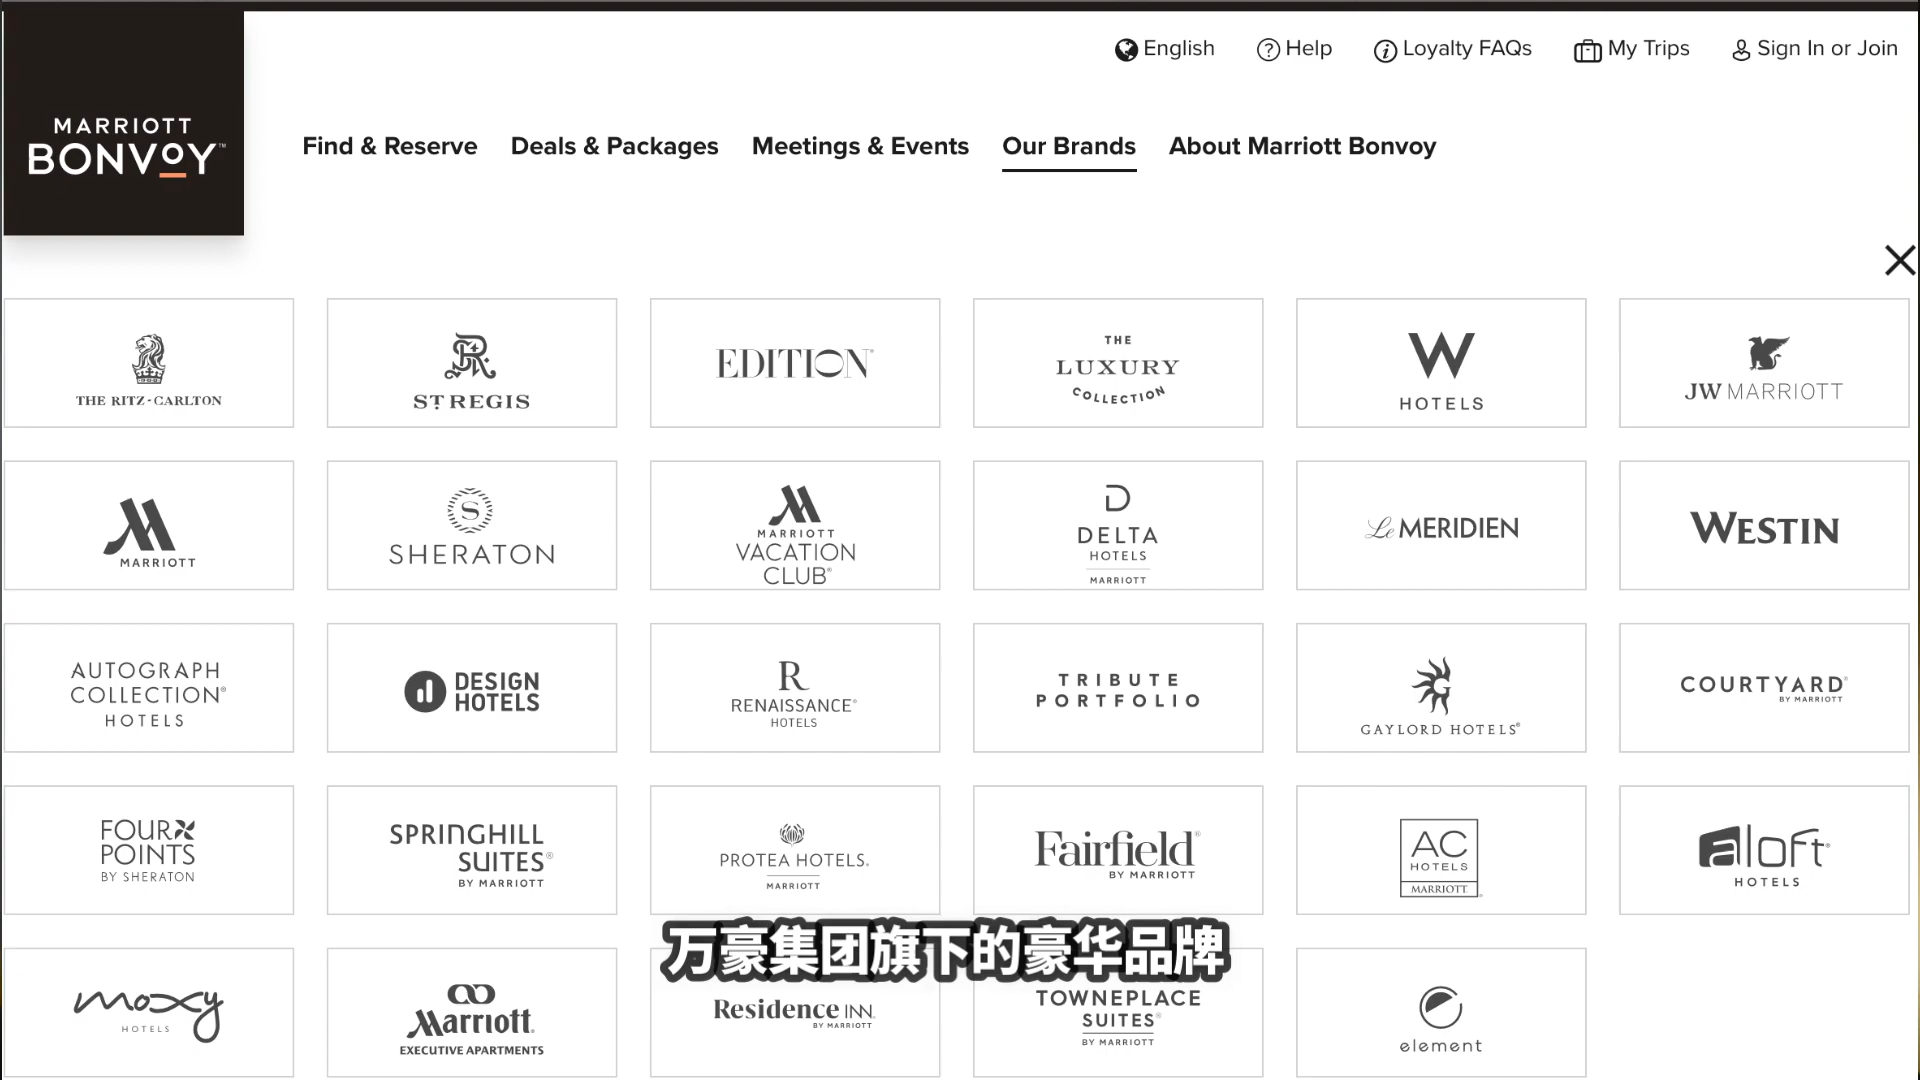 English
Help
Loyalty FAQs
My Trips
Sign In or Join
MARRIOTT
BONVOY™
Find & Reserve
Deals & Packages
Meetings & Events
Our Brands
About Marriott Bonvoy
THE RITZ-CARLTON
ST REGIS
EDITION®
THE
LUXURY
COLLECTION
W
HOTELS
JW MARRIOTT
MARRIOTT
S
SHERATON
MARRIOTT
VACATION
CLUB®
D
DELTA
HOTELS
MARRIOTT
Le MERIDIEN
WESTIN
AUTOGRAPH
COLLECTION®
HOTELS
DESIGN
HOTELS
R
RENAISSANCE®
HOTELS
TRIBUTE
PORTFOLIO
G
GAYLORD HOTELS®
COURTYARD®
BY MARRIOTT
FOUR
POINTS
BY SHERATON
SPRINGHILL
SUITES®
BY MARRIOTT
PROTEA HOTELS®
MARRIOTT
Fairfield®
BY MARRIOTT
AC
HOTELS
MARRIOTT®
aloft®
HOTELS
万豪集团旗下的豪华品牌
moxy
HOTELS
Marriott®
EXECUTIVE APARTMENTS
Residence INN®
BY MARRIOTT
TOWNEPLACE
SUITES®
BY MARRIOTT
element